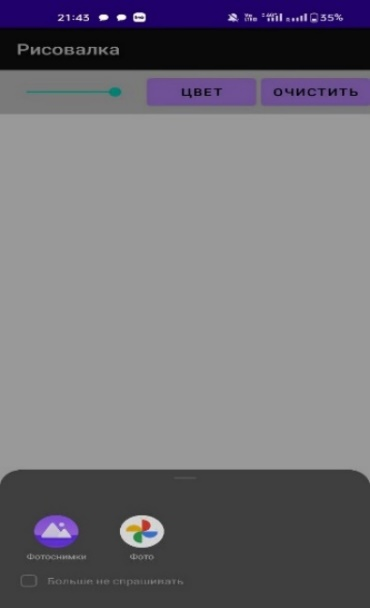 21:43 35%
Рисовалка
ЦВЕТ ОЧИСТИТЬ
Фотоснимки Фото
Больше не спрашивать